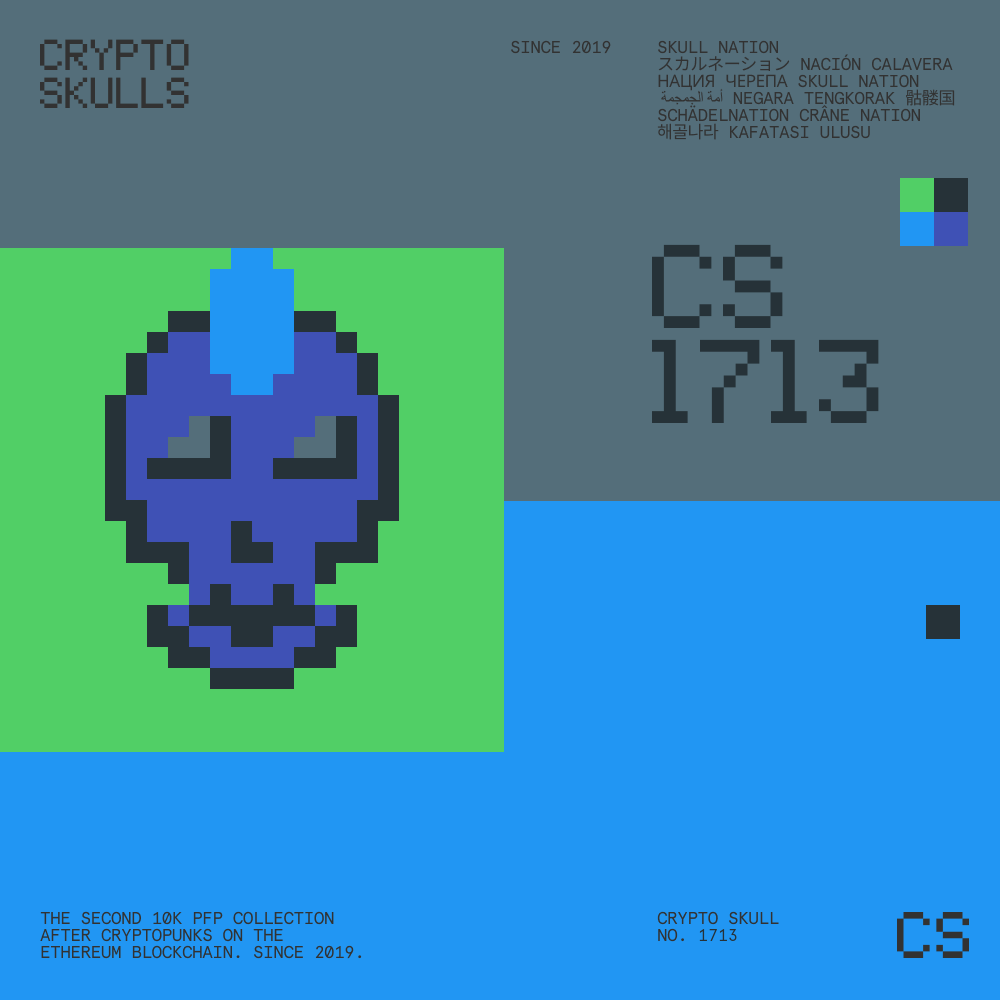 CRYPTO
SKULLS
SINCE 2019
SKULL NATION
スカルネーション NACIÓN CALAVERA
НАЦИЯ ЧЕРЕПА SKULL NATION
أمة الجمجمة NEGARA TENGKORAK 骷髅国
SCHÄDELNATION CRÂNE NATION
해골나라 KAFATASI ULUSU
CS
1713
THE SECOND 10K PFP COLLECTION
AFTER CRYPTOPUNKS ON THE
ETHEREUM BLOCKCHAIN. SINCE 2019.
CRYPTO SKULL
NO. 1713
CS